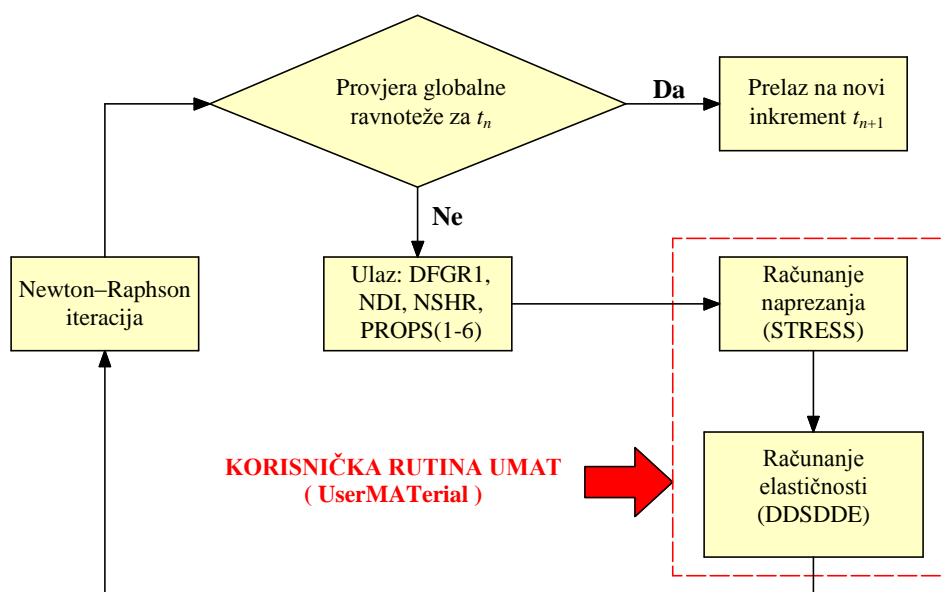 Provjera globalne
ravnoteže za tₙ
Da
Prelaz na novi
inkrement tₙ₊₁
Ne
Newton–Raphson
iteracija
Ulaz: DFGR1,
NDI, NSHR,
PROPS(1-6)
Računanje
naprezanja
(STRESS)
KORISNIČKA RUTINA UMAT
( UserMATerial )
Računanje
elastičnosti
(DDSDDE)